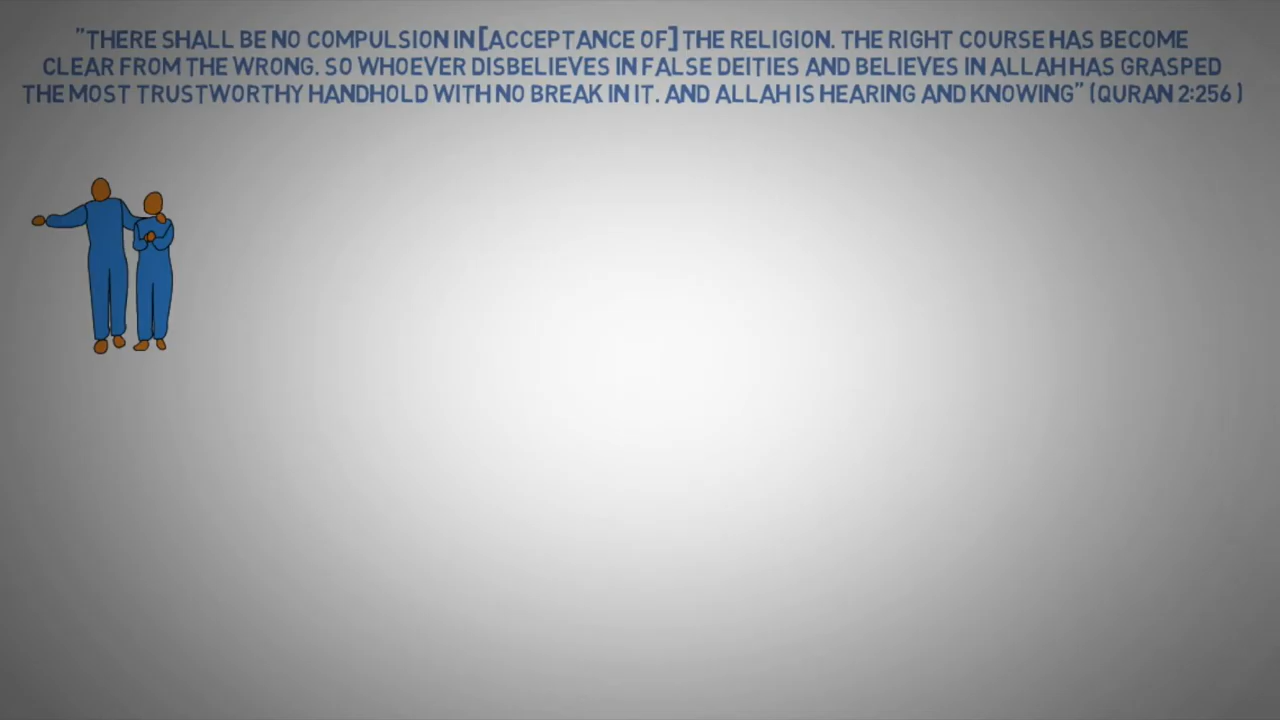 "THERE SHALL BE NO COMPULSION IN [ACCEPTANCE OF] THE RELIGION. THE RIGHT COURSE HAS BECOME
CLEAR FROM THE WRONG. SO WHOEVER DISBELIEVES IN FALSE DEITIES AND BELIEVES IN ALLAH HAS GRASPED
THE MOST TRUSTWORTHY HANDHOLD WITH NO BREAK IN IT. AND ALLAH IS HEARING AND KNOWING" (QURAN 2:256 )